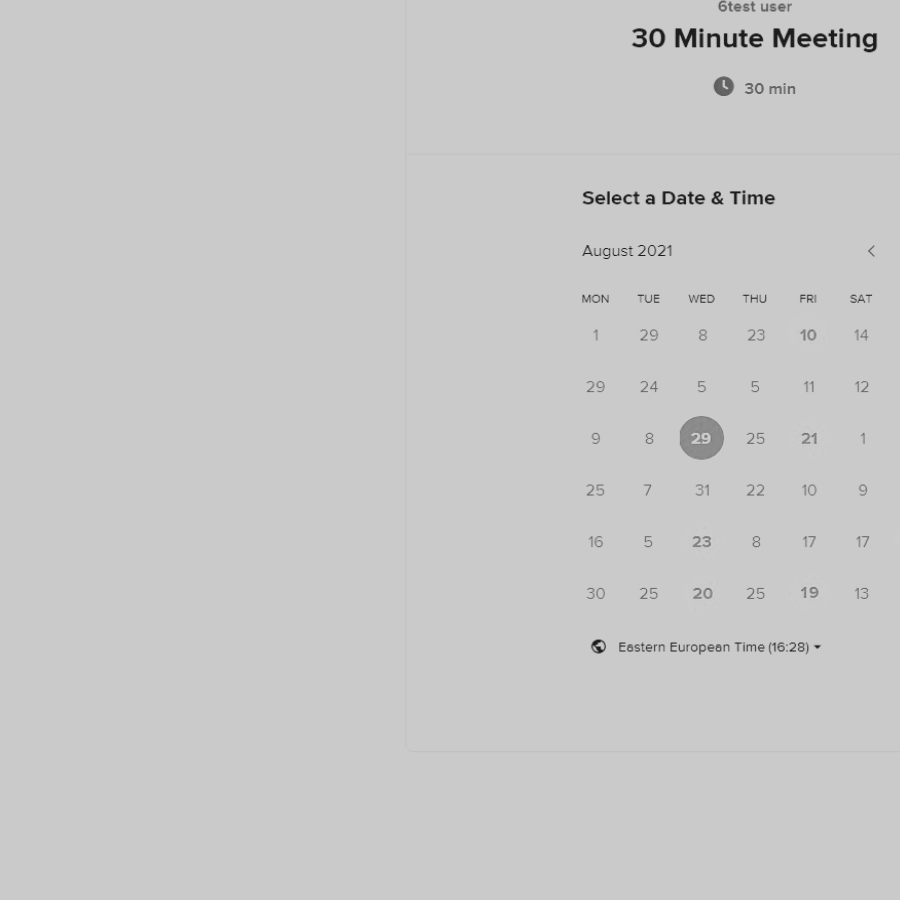 6test user
30 Minute Meeting
30 min
Select a Date & Time
August 2021
MON TUE WED THU FRI SAT
1 29 8 23 10 14
29 24 5 5 11 12
9 8 29 25 21 1
25 7 31 22 10 9
16 5 23 8 17 17
30 25 20 25 19 13
Eastern European Time (16:28)